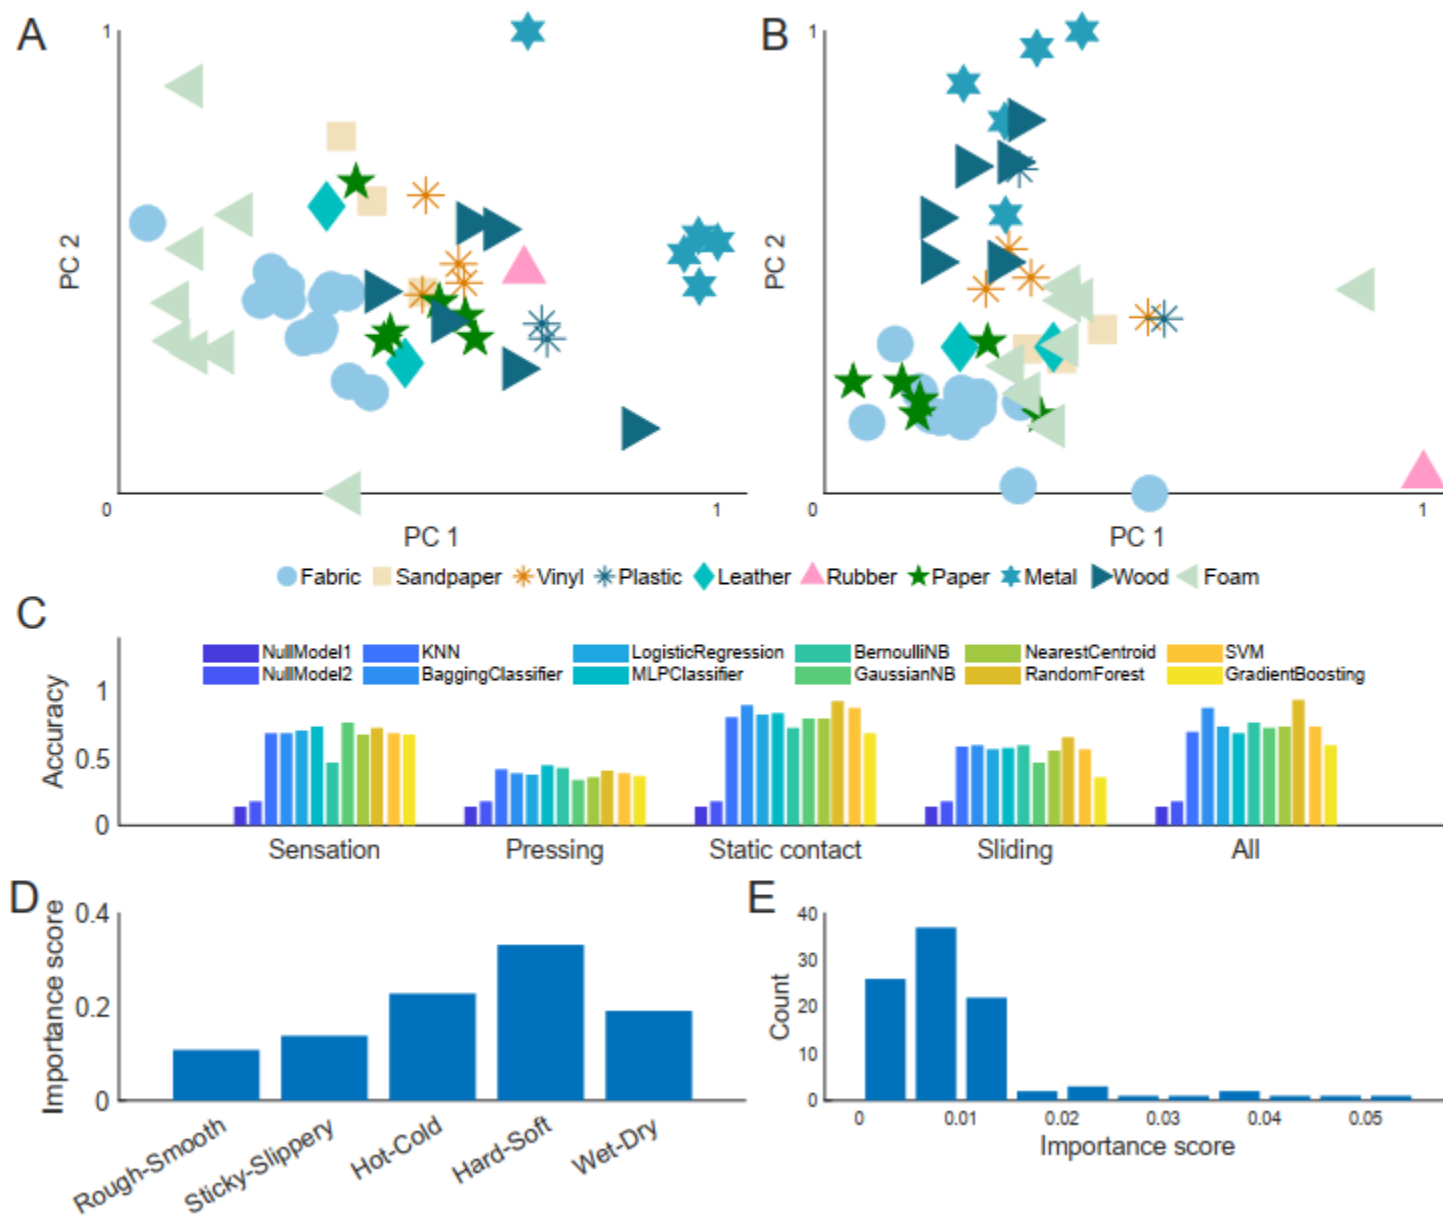 A
B
1
1
PC 2
PC 2
0
1
0
1
PC 1
PC 1
Fabric Sandpaper Vinyl Plastic Leather Rubber Paper Metal Wood Foam
C
NullModel1 KNN LogisticRegression BernoulliNB NearestCentroid SVM
NullModel2 BaggingClassifier MLPClassifier GaussianNB RandomForest GradientBoosting
Accuracy
1
0.5
0
Sensation Pressing Static contact Sliding All
D
Importance score
0.4
0.2
0
Rough-Smooth
Sticky-Slippery
Hot-Cold
Hard-Soft
Wet-Dry
E
Count
40
30
20
10
0
0 0.01 0.02 0.03 0.04 0.05
Importance score